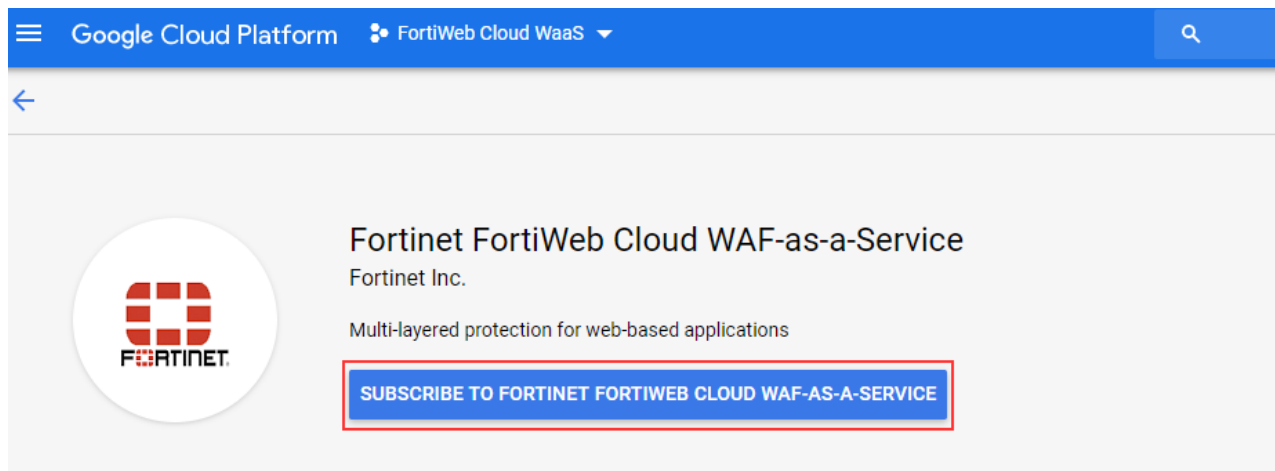 Google Cloud Platform FortiWeb Cloud WaaS
Fortinet FortiWeb Cloud WAF-as-a-Service
Fortinet Inc.
Multi-layered protection for web-based applications
FORTINET.
SUBSCRIBE TO FORTINET FORTIWEB CLOUD WAF-AS-A-SERVICE